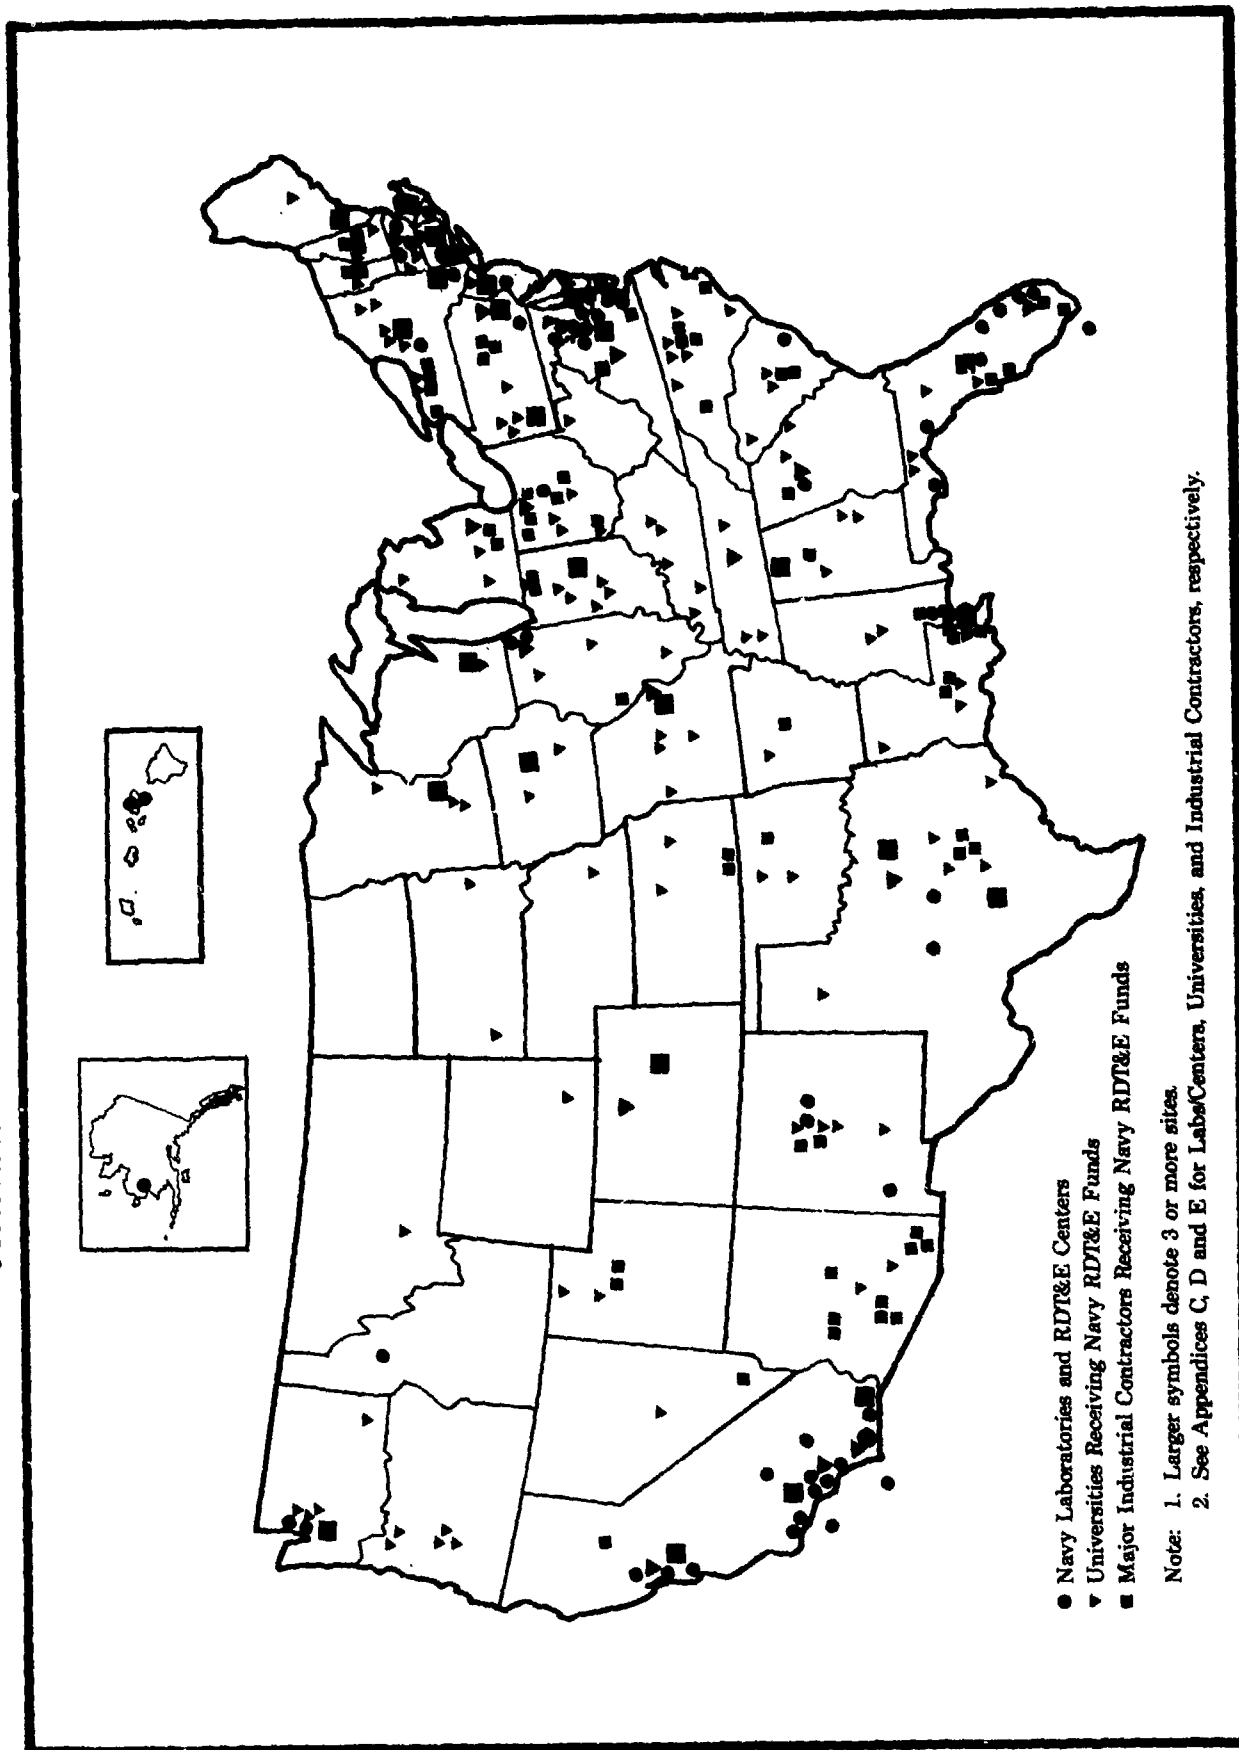 ● Navy Laboratories and RDT&E Centers
▼ Universities Receiving Navy RDT&E Funds
■ Major Industrial Contractors Receiving Navy RDT&E Funds
Note: 1. Larger symbols denote 3 or more sites.
2. See Appendices C, D and E for Labs/Centers, Universities, and Industrial Contractors, respectively.